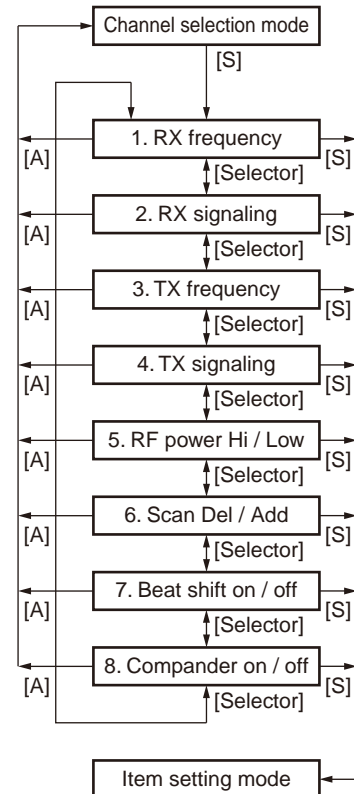 Channel selection mode
[S]
1. RX frequency
[A]
[S]
[Selector]
2. RX signaling
[A]
[S]
[Selector]
3. TX frequency
[A]
[S]
[Selector]
4. TX signaling
[A]
[S]
[Selector]
5. RF power Hi / Low
[A]
[S]
[Selector]
6. Scan Del / Add
[A]
[S]
[Selector]
7. Beat shift on / off
[A]
[S]
[Selector]
8. Compander on / off
[A]
[S]
[Selector]
Item setting mode